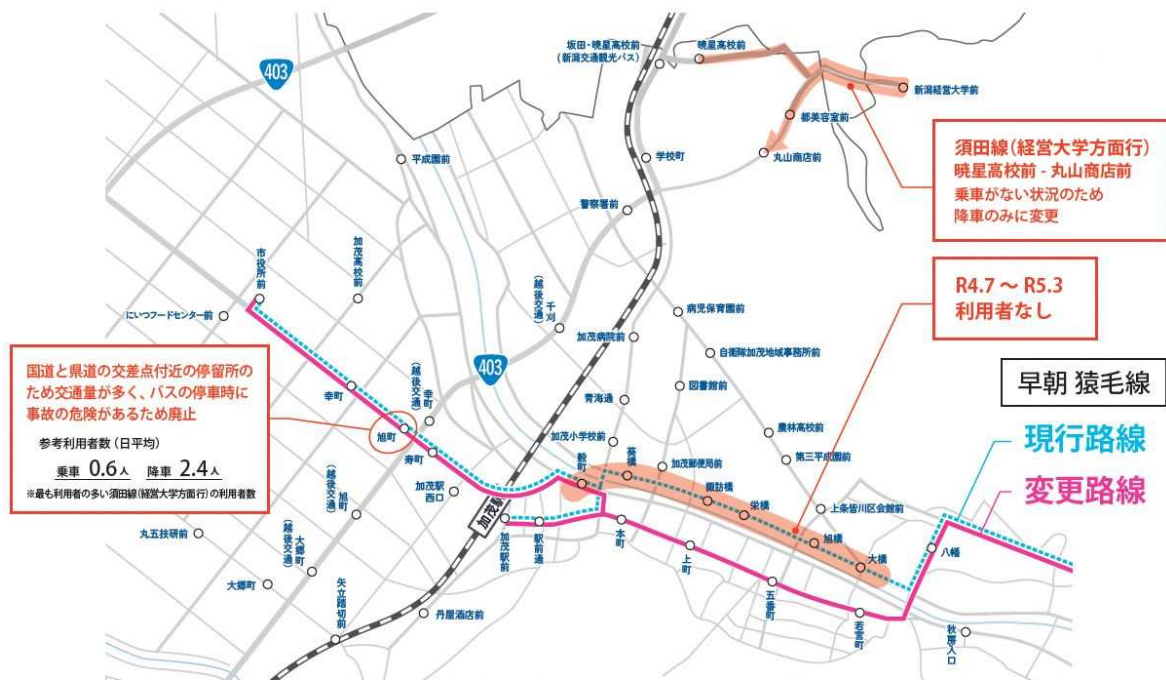 403
坂田・暁星高校前
(新潟交通観光バス)
暁星高校前
新潟経営大学前
都美容室前
丸山商店前
学校町
平成園前
警察署前
須田線(経営大学方面行)
暁星高校前 - 丸山商店前
乗車がない状況のため
降車のみに変更
市役所前
加茂高校前
にいつフードセンター前
千刈
(越後交通)
加茂病院前
病児保育園前
自衛隊加茂地域事務所前
R4.7 ~ R5.3
利用者なし
403
国道と県道の交差点付近の停留所の
ため交通量が多く、バスの停車時に
事故の危険があるため廃止
参考利用者数(日平均)
乗車 0.6人 降車 2.4人
※最も利用者の多い須田線(経営大学方面行)の利用者数
幸町
幸町
(越後交通)
旭町
寿町
青海通
図書館前
早朝 猿毛線
現行路線
変更路線
加茂小学校前
農林高校前
葵橋
加茂郵便局前
第三平成園前
穀町
諏訪橋
栄橋
上条皆川区会館前
旭橋
大橋
八幡
加茂駅
西口
加茂駅
加茂駅前
駅前通
本町
上町
五番町
若宮町
秋房入口
旭町
(越後交通)
丸五技研前
大郷町
(越後交通)
大郷町
矢立踏切前
丹屋酒店前